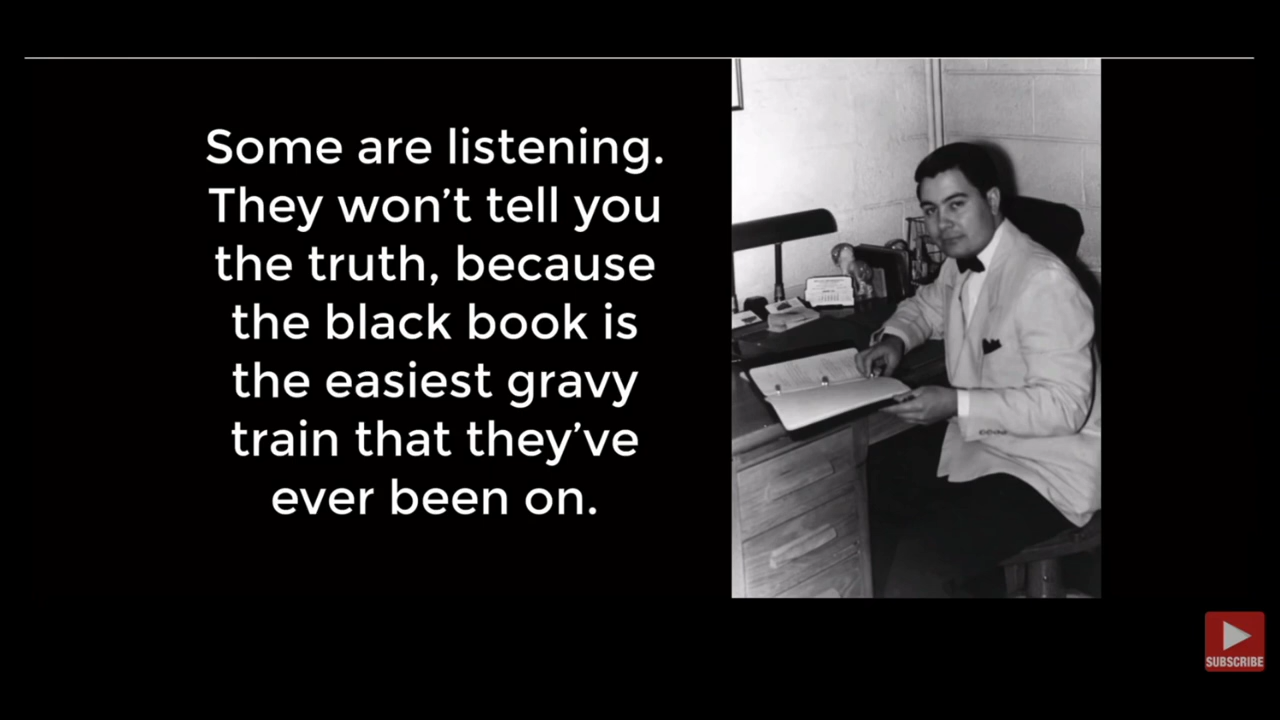 Some are listening.
They won't tell you
the truth, because
the black book is
the easiest gravy
train that they've
ever been on.
SUBSCRIBE